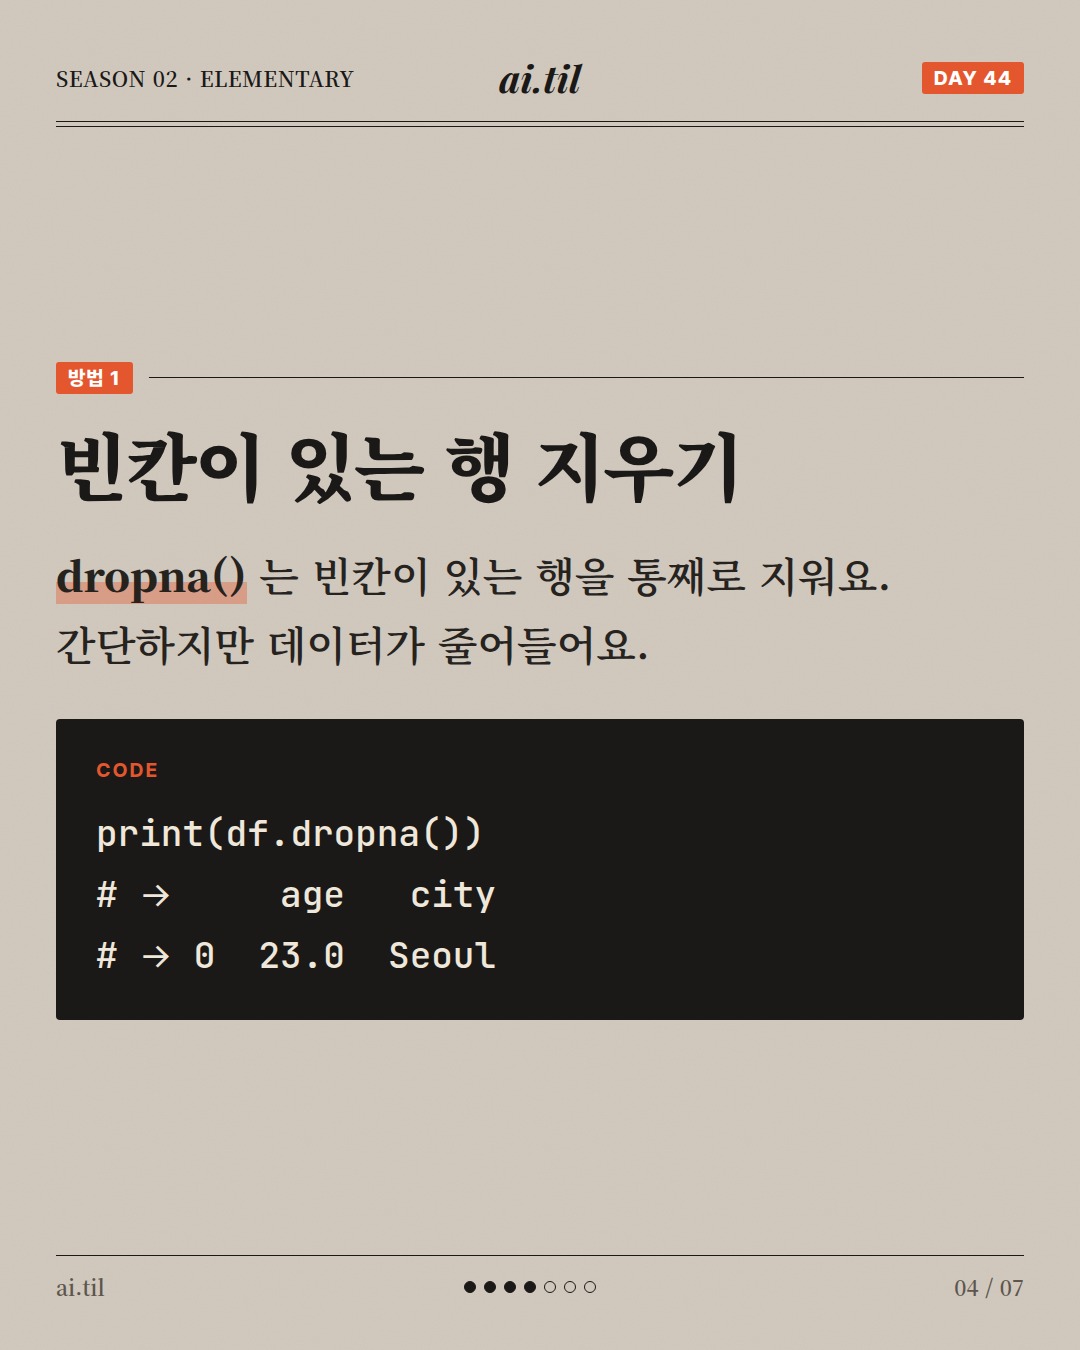 SEASON 02 · ELEMENTARY
ai.til
DAY 44
방법 1
빈칸이 있는 행 지우기
dropna() 는 빈칸이 있는 행을 통째로 지워요.
간단하지만 데이터가 줄어들어요.
CODE
print(df.dropna())
# →     age   city
# → 0  23.0  Seoul
ai.til
04 / 07